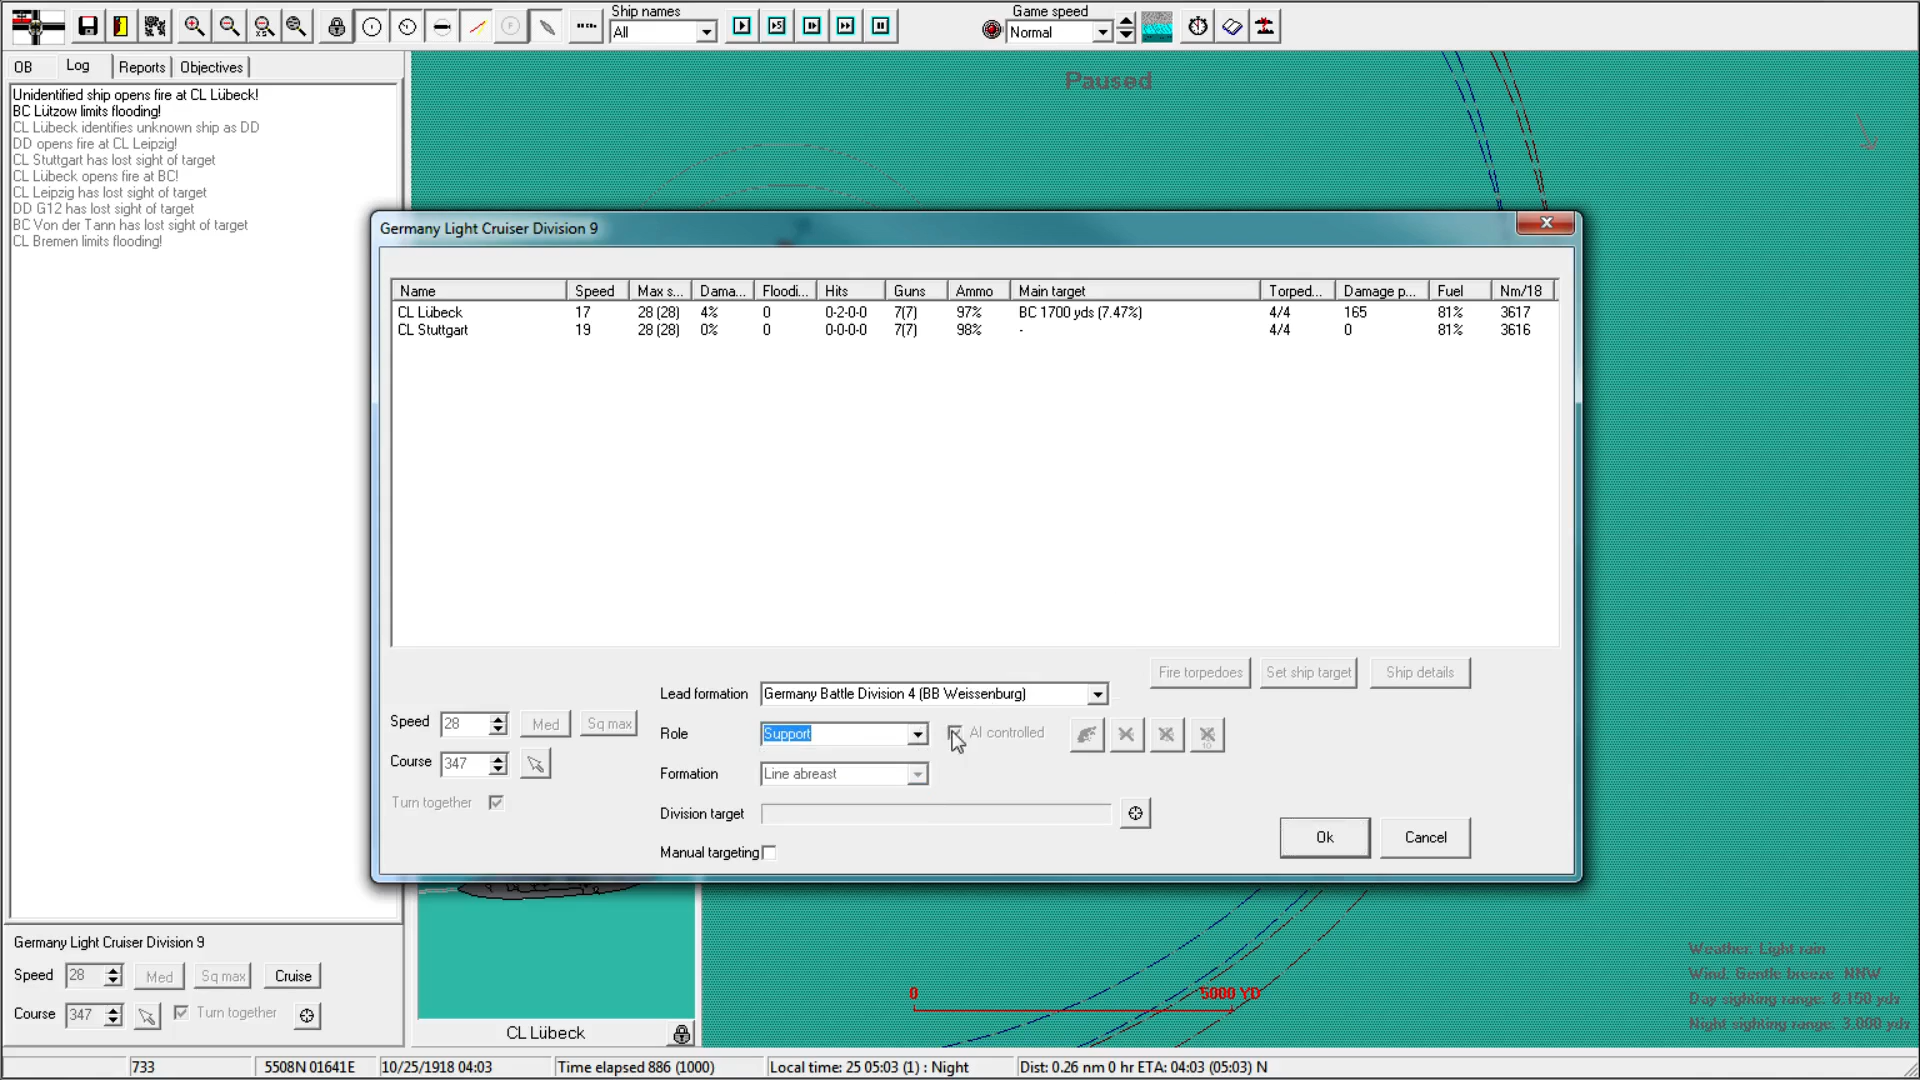 Ship names
All
Game speed
Normal
OB
Log
Reports
Objectives
Paused
Unidentified ship opens fire at CL Lübeck!
BC Lützow limits flooding!
CL Lübeck identifies unknown ship as DD
DD opens fire at CL Leipzig!
CL Stuttgart has lost sight of target
CL Lübeck opens fire at BC!
CL Leipzig has lost sight of target
DD G12 has lost sight of target
BC Von der Tann has lost sight of target
CL Bremen limits flooding!
Germany Light Cruiser Division 9
Name Speed Max s... Dama... Floodi... Hits Guns Ammo Main target Torped... Damage p... Fuel Nm/18
CL Lübeck 17 28 (28) 4% 0 0-2-0-0 7(7) 97% BC 1700 yds (7.47%) 4/4 165 81% 3617
CL Stuttgart 19 28 (28) 0% 0 0-0-0-0 7(7) 98% - 4/4 0 81% 3616
Fire torpedoes Set ship target Ship details
Lead formation Germany Battle Division 4 (BB Weissenburg)
Speed 28 Med Sq max
Role Support AI controlled
Course 347
Formation Line abreast
Turn together
Division target
Manual targeting
Ok Cancel
Germany Light Cruiser Division 9
Speed 28 Med Sq max Cruise
Course 347 Turn together
CL Lübeck
0 5000 YD
Weather: Light rain
Wind: Gentle breeze NNW
Day sighting range: 8.150 yds
Night sighting range: 3.000 yds
733 5508N 01641E 10/25/1918 04:03 Time elapsed 886 (1000) Local time: 25 05:03 (1) : Night Dist: 0.26 nm 0 hr ETA: 04:03 (05:03) N